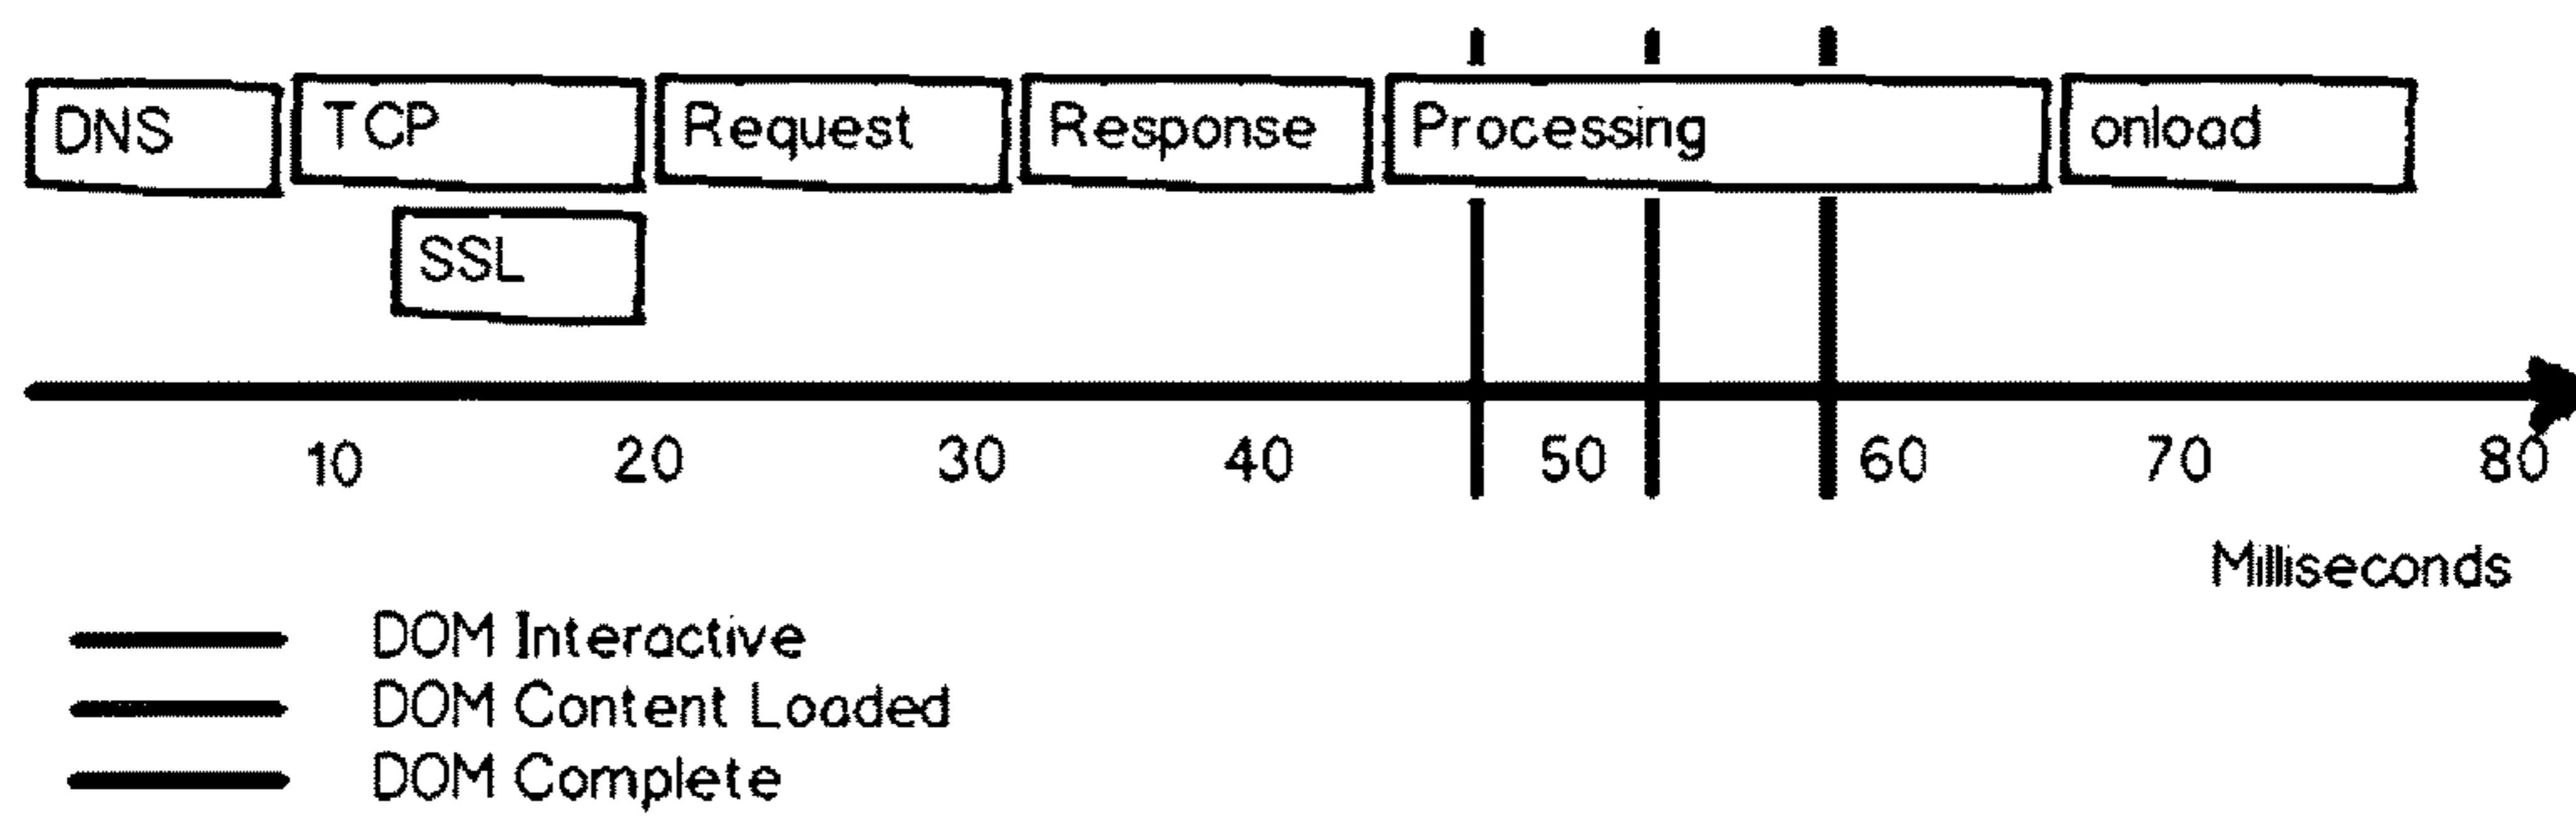 DNS TCP Request Response Processing onload
SSL
10 20 30 40 50 60 70 80
Milliseconds
DOM Interactive
DOM Content Loaded
DOM Complete